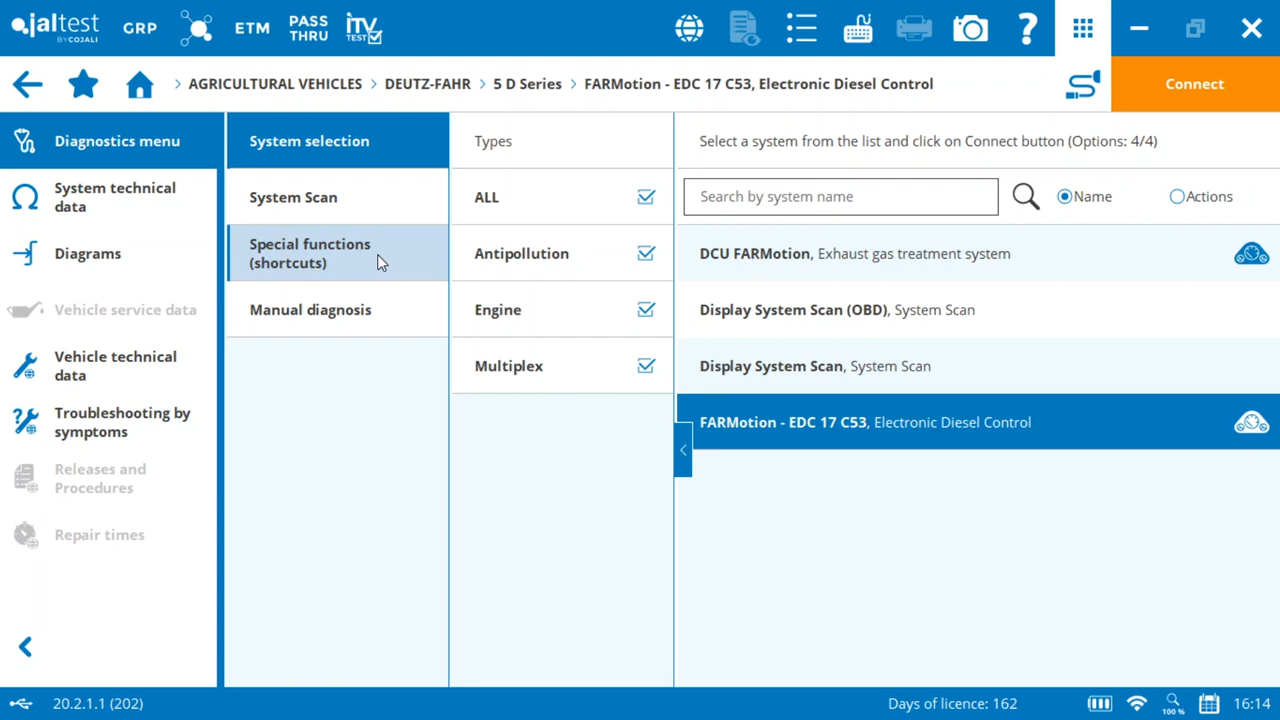 jaltest
BY COJALI
GRP
ETM
PASS
THRU
iTV
TEST
AGRICULTURAL VEHICLES
DEUTZ-FAHR
5 D Series
FARMotion - EDC 17 C53, Electronic Diesel Control
Connect
Diagnostics menu
System technical
data
Diagrams
Vehicle service data
Vehicle technical
data
Troubleshooting by
symptoms
Releases and
Procedures
Repair times
System selection
System Scan
Special functions
(shortcuts)
Manual diagnosis
Types
ALL
Antipollution
Engine
Multiplex
Select a system from the list and click on Connect button (Options: 4/4)
Search by system name
Name
Actions
DCU FARMotion, Exhaust gas treatment system
Display System Scan (OBD), System Scan
Display System Scan, System Scan
FARMotion - EDC 17 C53, Electronic Diesel Control
20.2.1.1 (202)
Days of licence: 162
100 %
16:14